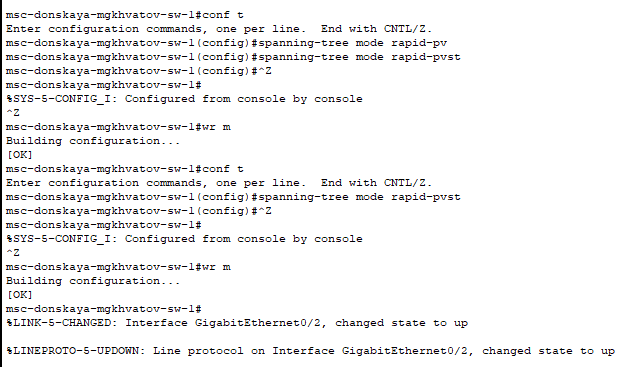 msc-donskaya-mgkhvatov-sw-1#conf t
Enter configuration commands, one per line.  End with CNTL/Z.
msc-donskaya-mgkhvatov-sw-1(config)#spanning-tree mode rapid-pv
msc-donskaya-mgkhvatov-sw-1(config)#spanning-tree mode rapid-pvst
msc-donskaya-mgkhvatov-sw-1(config)#^Z
msc-donskaya-mgkhvatov-sw-1#
%SYS-5-CONFIG_I: Configured from console by console
^Z
msc-donskaya-mgkhvatov-sw-1#wr m
Building configuration...
[OK]
msc-donskaya-mgkhvatov-sw-1#conf t
Enter configuration commands, one per line.  End with CNTL/Z.
msc-donskaya-mgkhvatov-sw-1(config)#spanning-tree mode rapid-pvst
msc-donskaya-mgkhvatov-sw-1(config)#^Z
msc-donskaya-mgkhvatov-sw-1#
%SYS-5-CONFIG_I: Configured from console by console
^Z
msc-donskaya-mgkhvatov-sw-1#wr m
Building configuration...
[OK]
msc-donskaya-mgkhvatov-sw-1#
%LINK-5-CHANGED: Interface GigabitEthernet0/2, changed state to up
%LINEPROTO-5-UPDOWN: Line protocol on Interface GigabitEthernet0/2, changed state to up